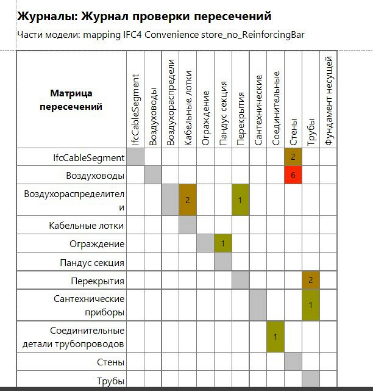 Журналы: Журнал проверки пересечений
Части модели: mapping IFC4 Convenience store_no_ReinforcingBar
Матрица
пересечений
IfcCableSegment
Воздуховоды
Воздухораспредели
Кабельные лотки
Ограждение
Пандус секция
Перекрытия
Сантехнические
Соединительные
Стены
Трубы
Фундамент несущей
IfcCableSegment 2
Воздуховоды 6
Воздухораспределител
и 2 1
Кабельные лотки
Ограждение 1
Пандус секция
Перекрытия 2
Сантехнические
приборы 1
Соединительные
детали трубопроводов 1
Стены
Трубы